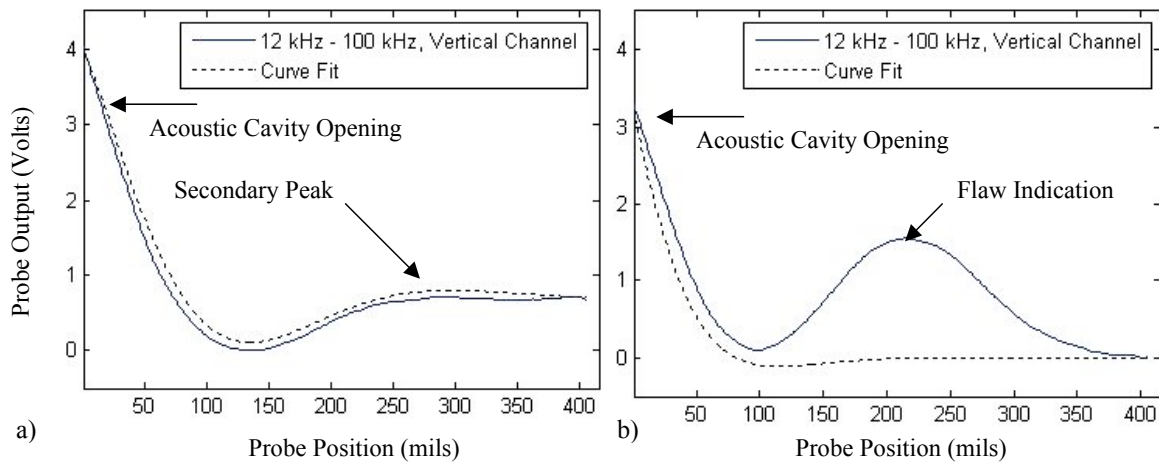 12 kHz - 100 kHz, Vertical Channel
Curve Fit
Acoustic Cavity Opening
Secondary Peak
Probe Output (Volts)
4
3
2
1
0
50 100 150 200 250 300 350 400
a)
Probe Position (mils)
12 kHz - 100 kHz, Vertical Channel
Curve Fit
Acoustic Cavity Opening
Flaw Indication
4
3
2
1
0
50 100 150 200 250 300 350 400
b)
Probe Position (mils)